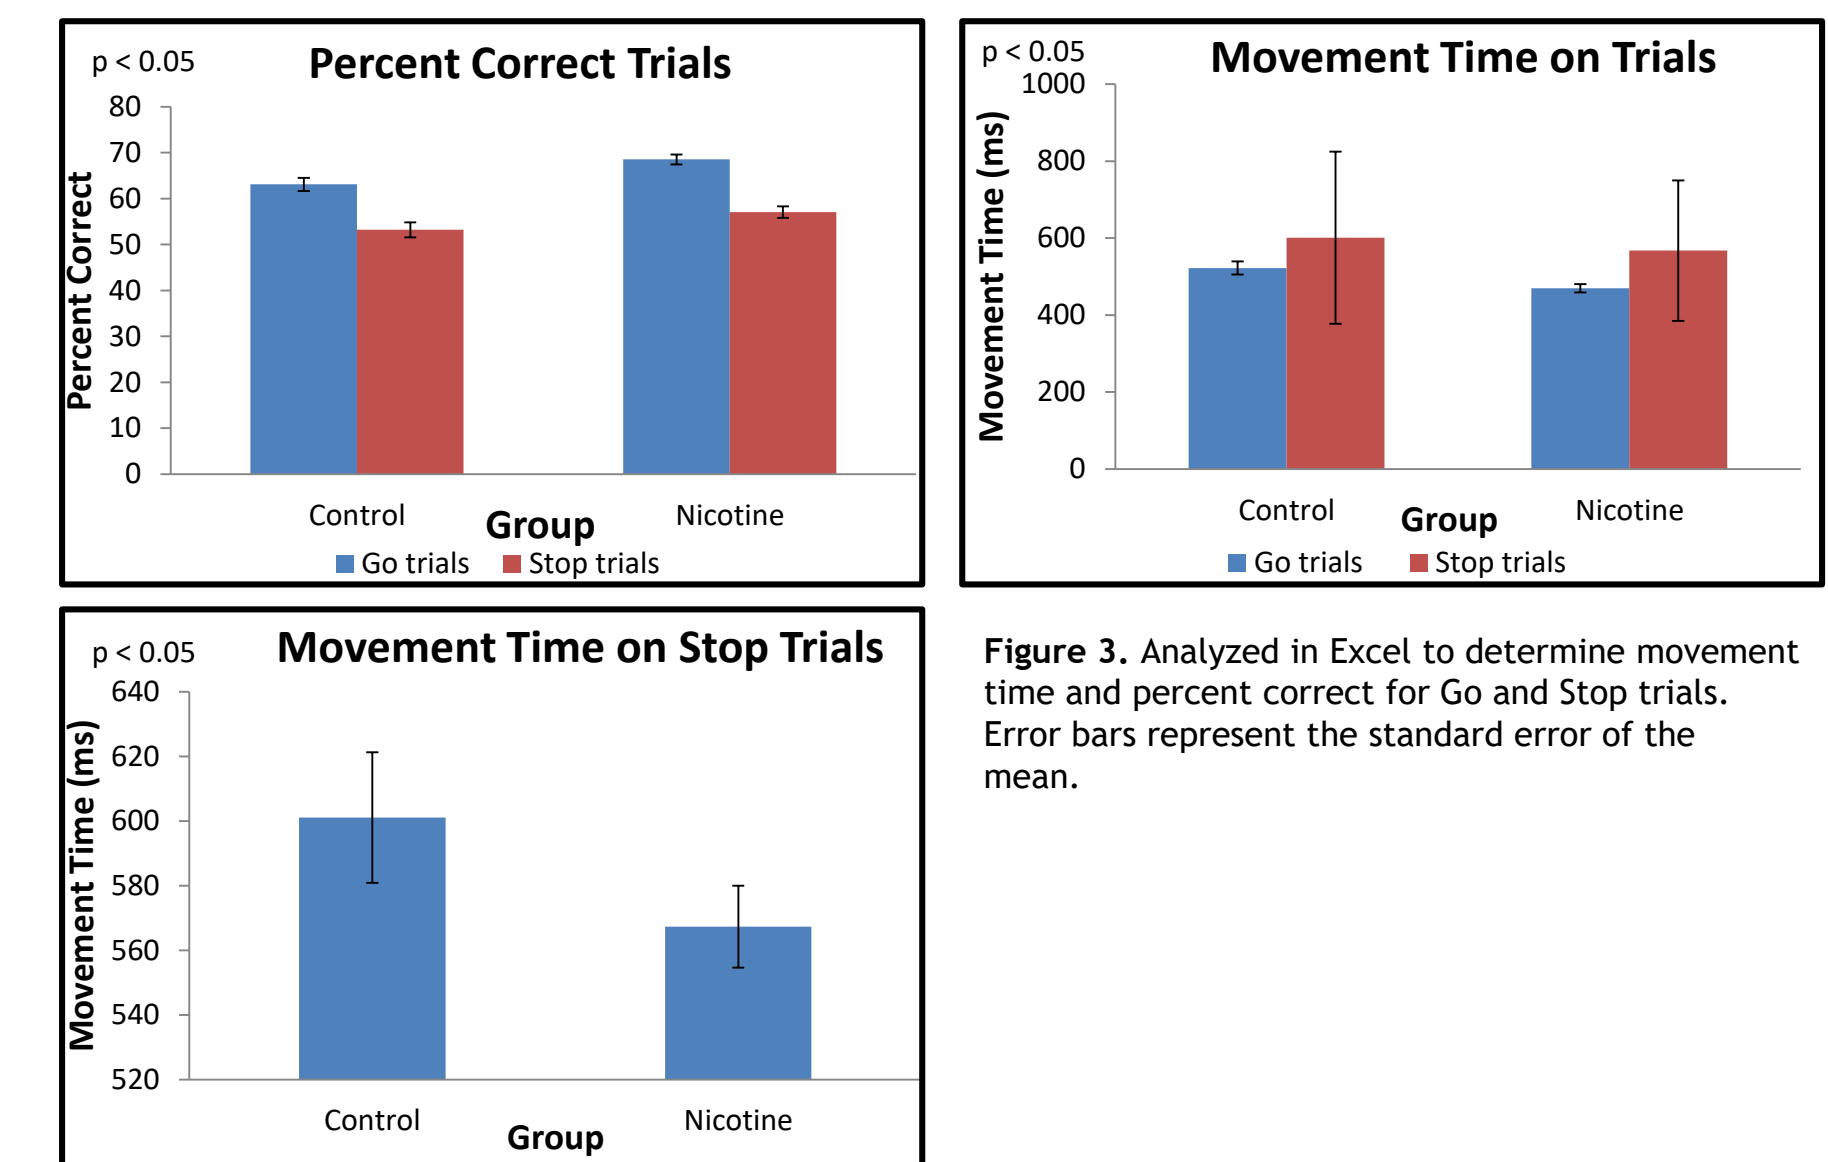 p < 0.05
Percent Correct Trials
Percent Correct
80
70
60
50
40
30
20
10
0
Control
Nicotine
Group
Go trials
Stop trials
p < 0.05
Movement Time on Trials
Movement Time (ms)
1000
800
600
400
200
0
Control
Nicotine
Group
Go trials
Stop trials
p < 0.05
Movement Time on Stop Trials
Movement Time (ms)
640
620
600
580
560
540
520
Control
Nicotine
Group
Figure 3. Analyzed in Excel to determine movement
time and percent correct for Go and Stop trials.
Error bars represent the standard error of the
mean.